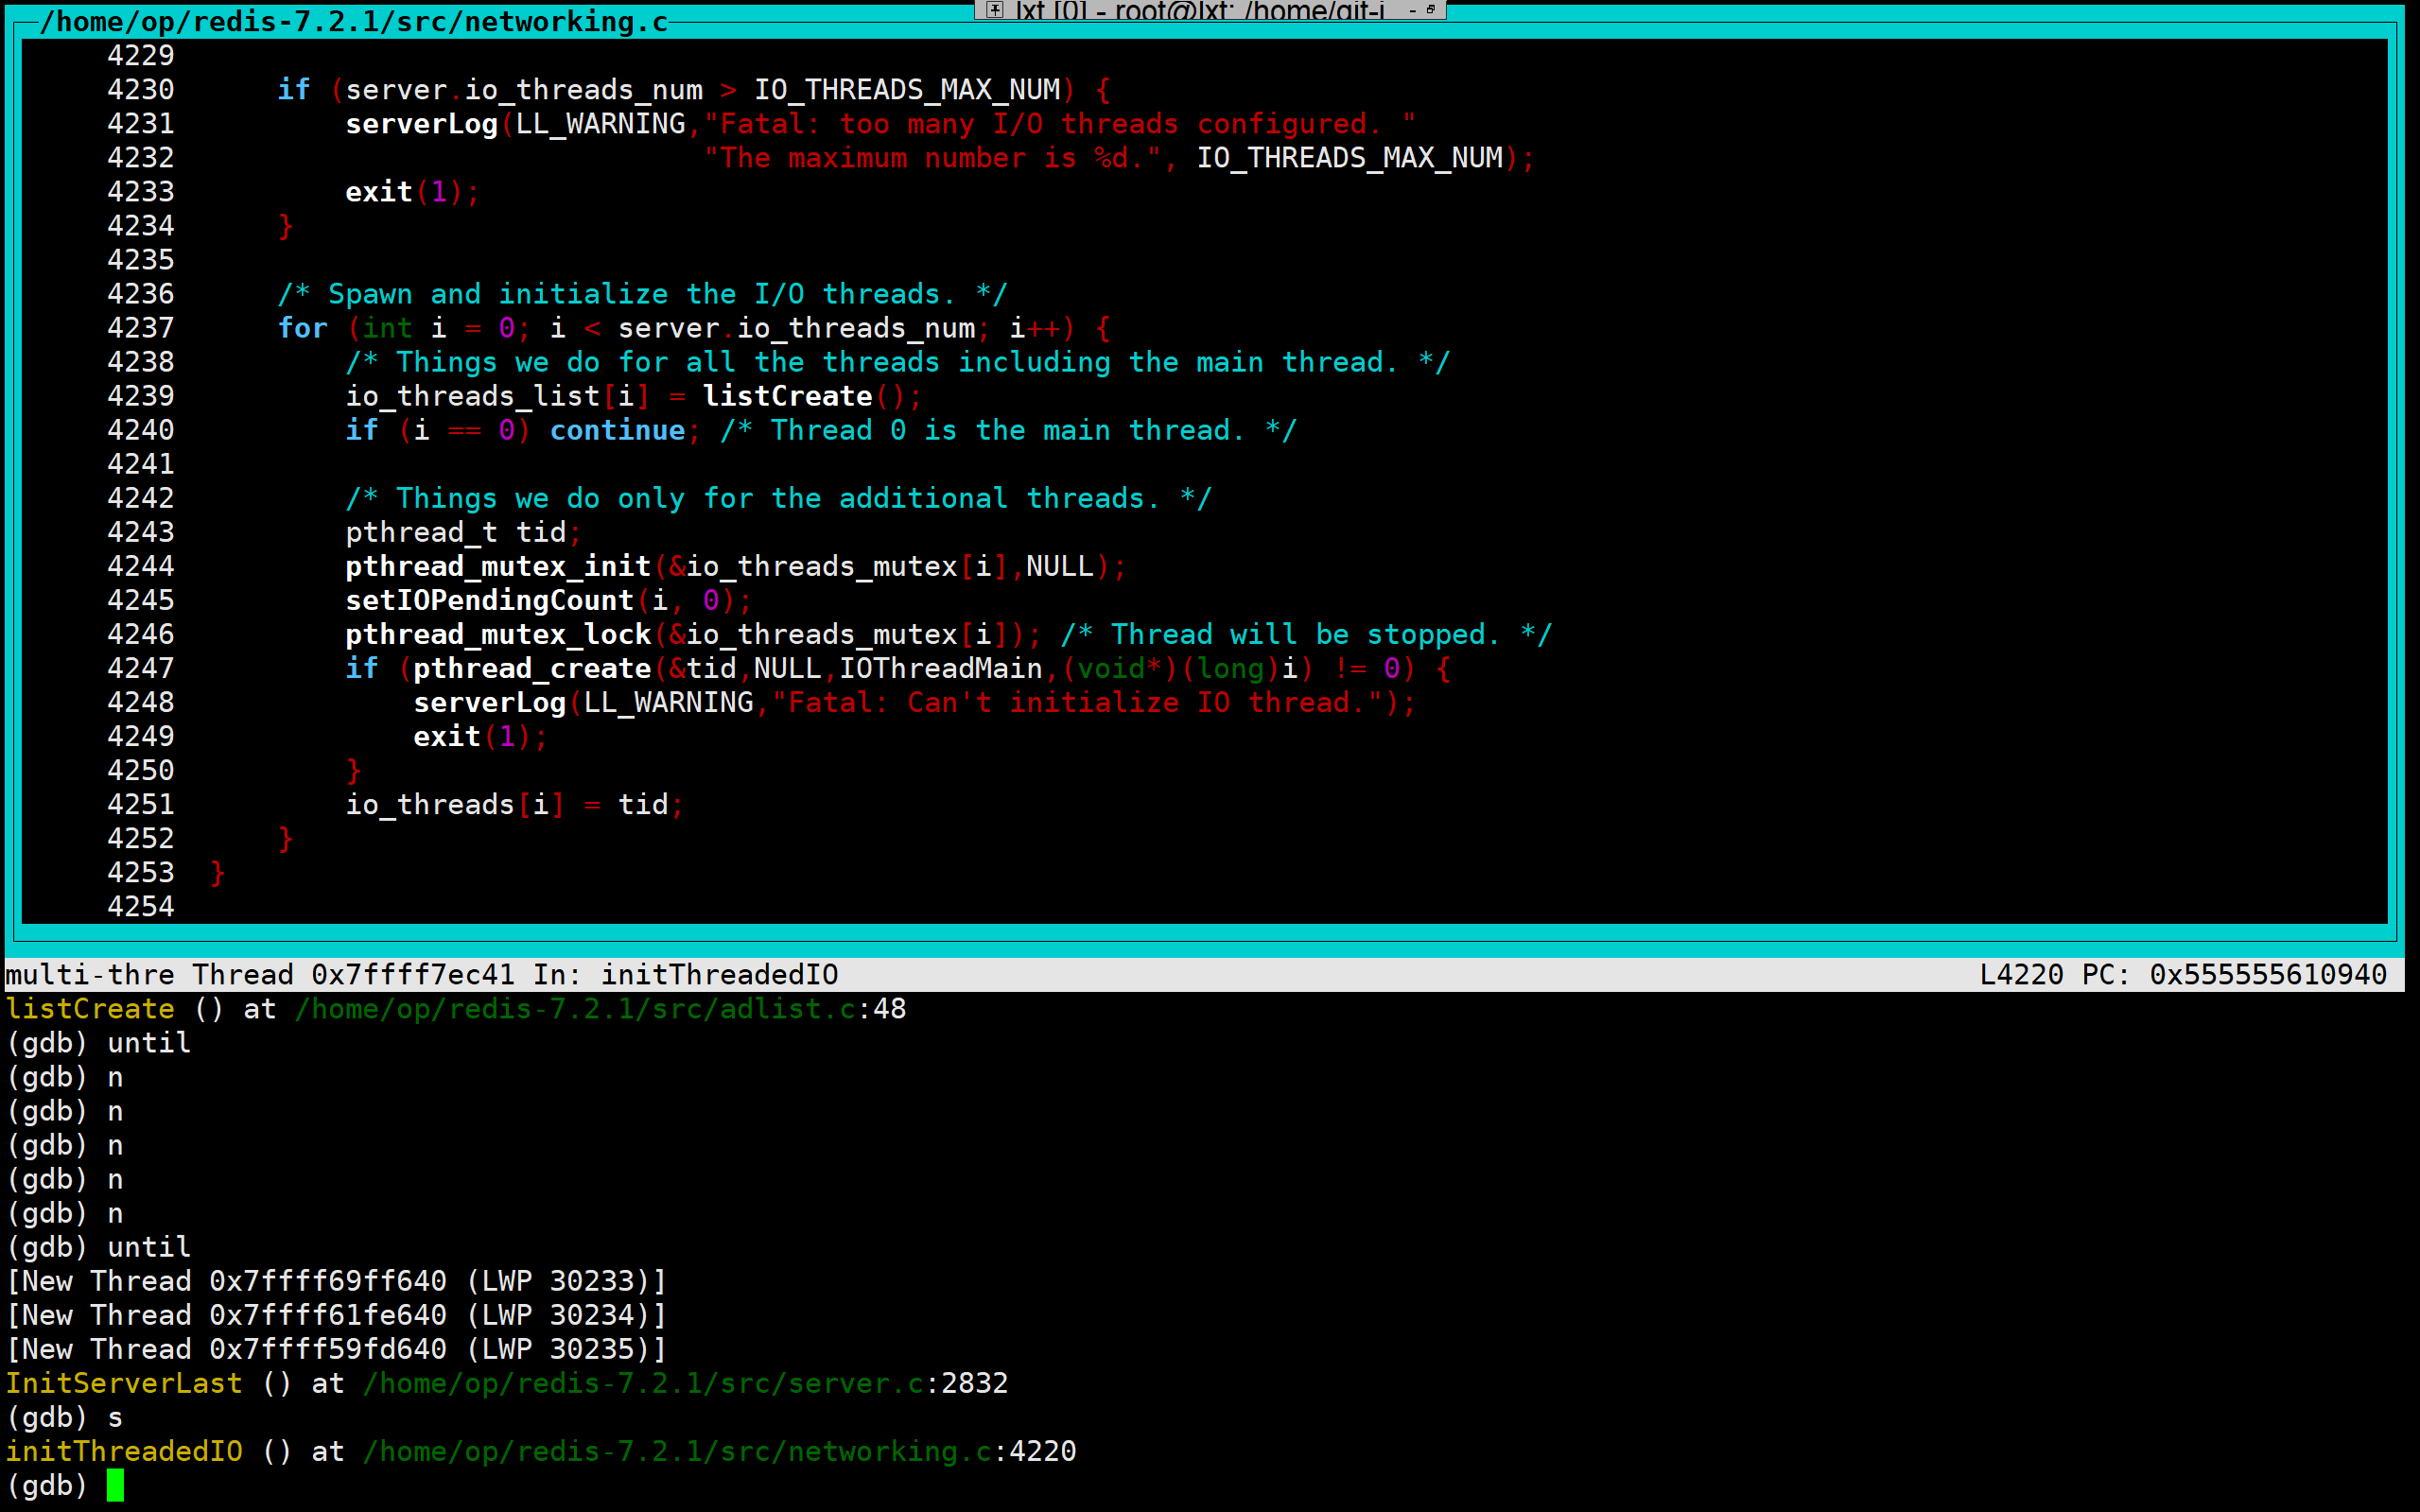 lxt [0] - root@lxt: /home/git-i
/home/op/redis-7.2.1/src/networking.c
4229
4230      if (server.io_threads_num > IO_THREADS_MAX_NUM) {
4231          serverLog(LL_WARNING,"Fatal: too many I/O threads configured. "
4232                               "The maximum number is %d.", IO_THREADS_MAX_NUM);
4233          exit(1);
4234      }
4235
4236      /* Spawn and initialize the I/O threads. */
4237      for (int i = 0; i < server.io_threads_num; i++) {
4238          /* Things we do for all the threads including the main thread. */
4239          io_threads_list[i] = listCreate();
4240          if (i == 0) continue; /* Thread 0 is the main thread. */
4241
4242          /* Things we do only for the additional threads. */
4243          pthread_t tid;
4244          pthread_mutex_init(&io_threads_mutex[i],NULL);
4245          setIOPendingCount(i, 0);
4246          pthread_mutex_lock(&io_threads_mutex[i]); /* Thread will be stopped. */
4247          if (pthread_create(&tid,NULL,IOThreadMain,(void*)(long)i) != 0) {
4248              serverLog(LL_WARNING,"Fatal: Can't initialize IO thread.");
4249              exit(1);
4250          }
4251          io_threads[i] = tid;
4252      }
4253  }
4254
multi-thre Thread 0x7ffff7ec41 In: initThreadedIO L4220 PC: 0x555555610940
listCreate () at /home/op/redis-7.2.1/src/adlist.c:48
(gdb) until
(gdb) n
(gdb) n
(gdb) n
(gdb) n
(gdb) n
(gdb) until
[New Thread 0x7ffff69ff640 (LWP 30233)]
[New Thread 0x7ffff61fe640 (LWP 30234)]
[New Thread 0x7ffff59fd640 (LWP 30235)]
InitServerLast () at /home/op/redis-7.2.1/src/server.c:2832
(gdb) s
initThreadedIO () at /home/op/redis-7.2.1/src/networking.c:4220
(gdb)